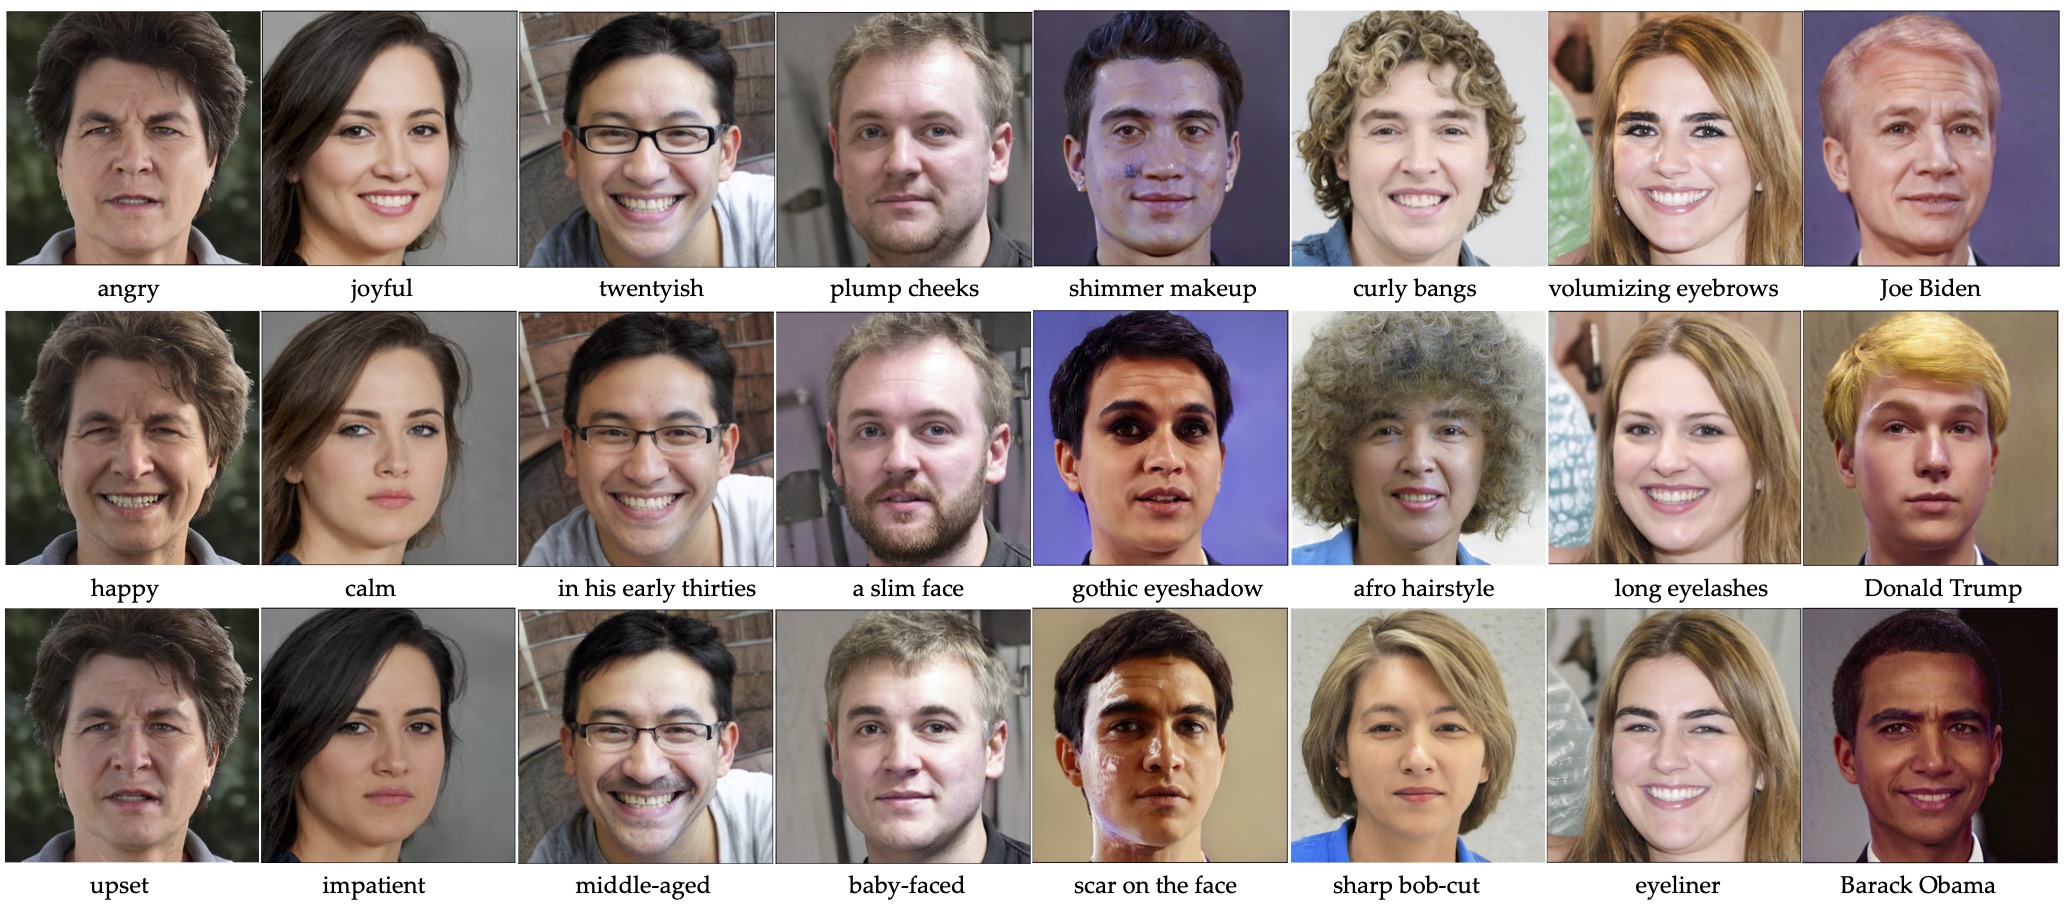 angry joyful twentyish plump cheeks shimmer makeup curly bangs volumizing eyebrows Joe Biden
happy calm in his early thirties a slim face gothic eyeshadow afro hairstyle long eyelashes Donald Trump
upset impatient middle-aged baby-faced scar on the face sharp bob-cut eyeliner Barack Obama